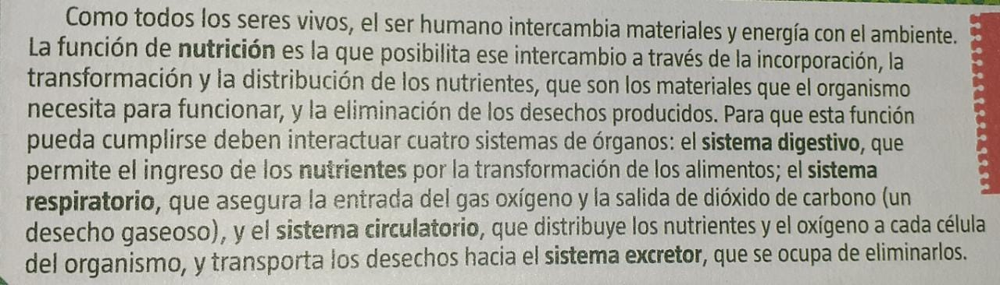 Como todos los seres vivos, el ser humano intercambia materiales y energía con el ambiente.
La función de nutrición es la que posibilita ese intercambio a través de la incorporación, la
transformación y la distribución de los nutrientes, que son los materiales que el organismo
necesita para funcionar, y la eliminación de los desechos producidos. Para que esta función
pueda cumplirse deben interactuar cuatro sistemas de órganos: el sistema digestivo, que
permite el ingreso de los nutrientes por la transformación de los alimentos; el sistema
respiratorio, que asegura la entrada del gas oxígeno y la salida de dióxido de carbono (un
desecho gaseoso), y el sistema circulatorio, que distribuye los nutrientes y el oxígeno a cada célula
del organismo, y transporta los desechos hacia el sistema excretor, que se ocupa de eliminarlos.